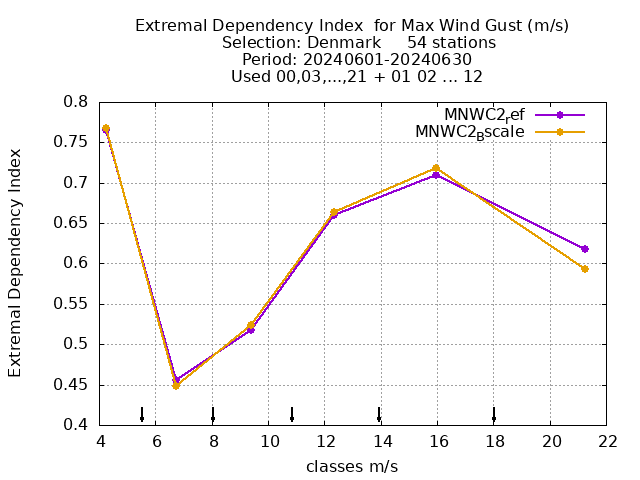 Extremal Dependency Index  for Max Wind Gust (m/s)
Selection: Denmark     54 stations
Period: 20240601-20240630
Used 00,03,...,21 + 01 02 ... 12
MNWC2ref
MNWC2Bscale
Extremal Dependency Index
0.8
0.75
0.7
0.65
0.6
0.55
0.5
0.45
0.4
4 6 8 10 12 14 16 18 20 22
classes m/s